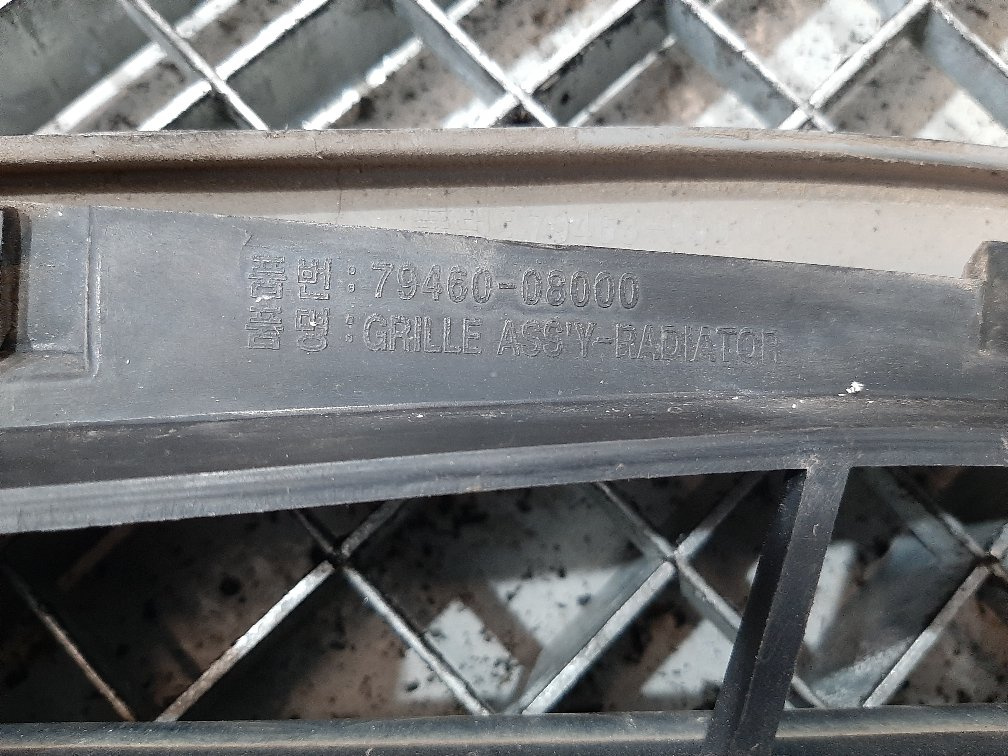 품 번 : 79460-08000
품 명 : GRILLE ASS'Y-RADIATOR